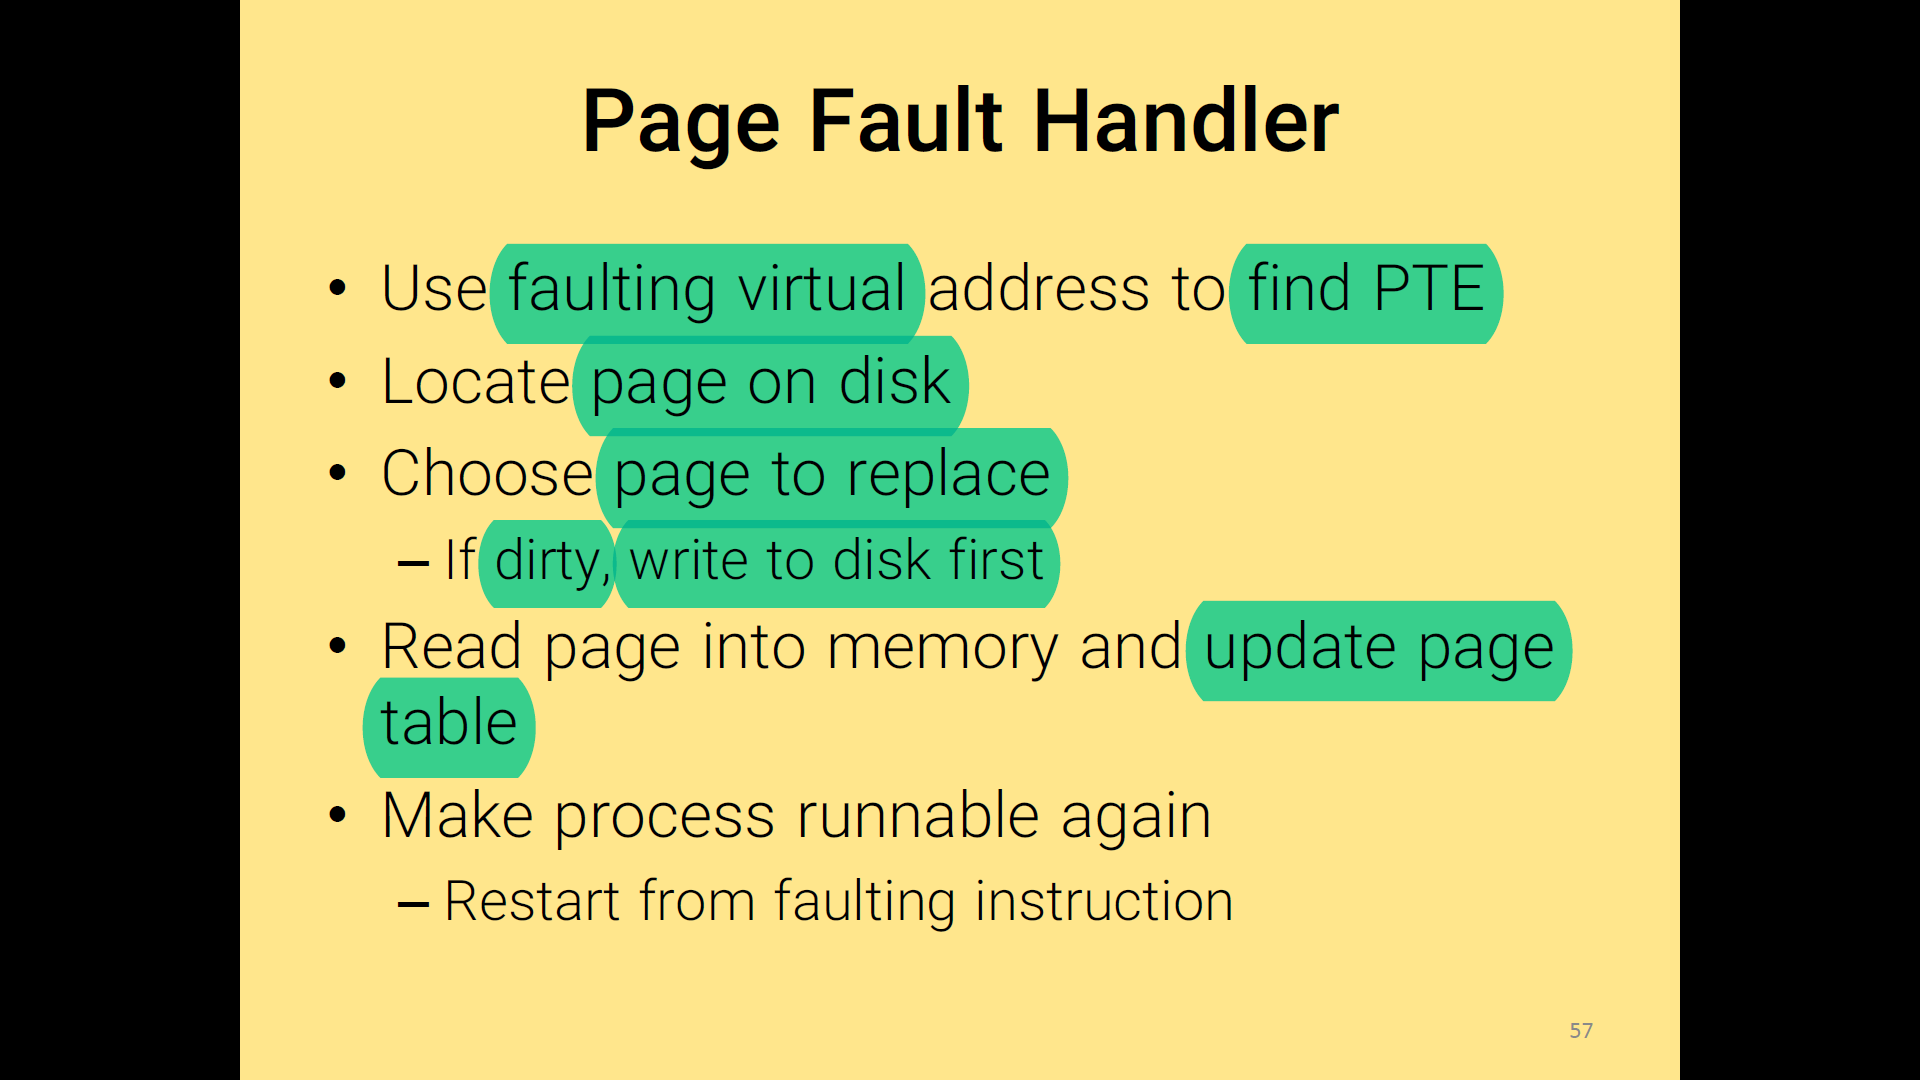 Page Fault Handler
• Use faulting virtual address to find PTE
• Locate page on disk
• Choose page to replace
– If dirty, write to disk first
• Read page into memory and update page
table
• Make process runnable again
– Restart from faulting instruction
57